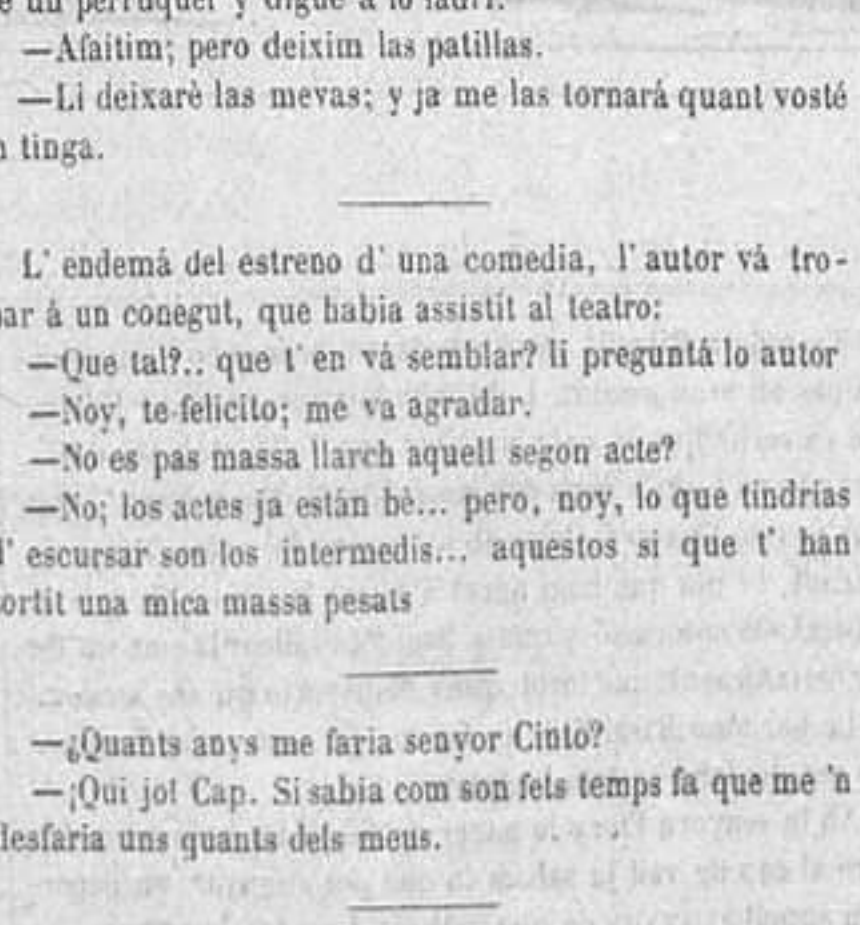 un perruquer y digué á lo fadrí:
—Afaitim; pero deixim las patillas.
—Li deixarè las mevas; y ja me las tornará quant vosté
n tinga.
L' endemá del estreno d' una comedia, l' autor vá tro-
ar á un conegut, que habia assistit al teatro:
—Que tal?.. que t' en vá semblar? li preguntá lo autor
—Noy, te felicito; me va agradar.
—No es pas massa llarch aquell segon acte?
—No; los actes ja están bè... pero, noy, lo que tindrias
d' escursar son los intermedis... aquestos si que t' han
ortit una mica massa pesats
—¿Quants anys me faria senyor Cinto?
—¡Qui jo! Cap. Si sabia com son fets temps fa que me 'n
desfaria uns quants dels meus.